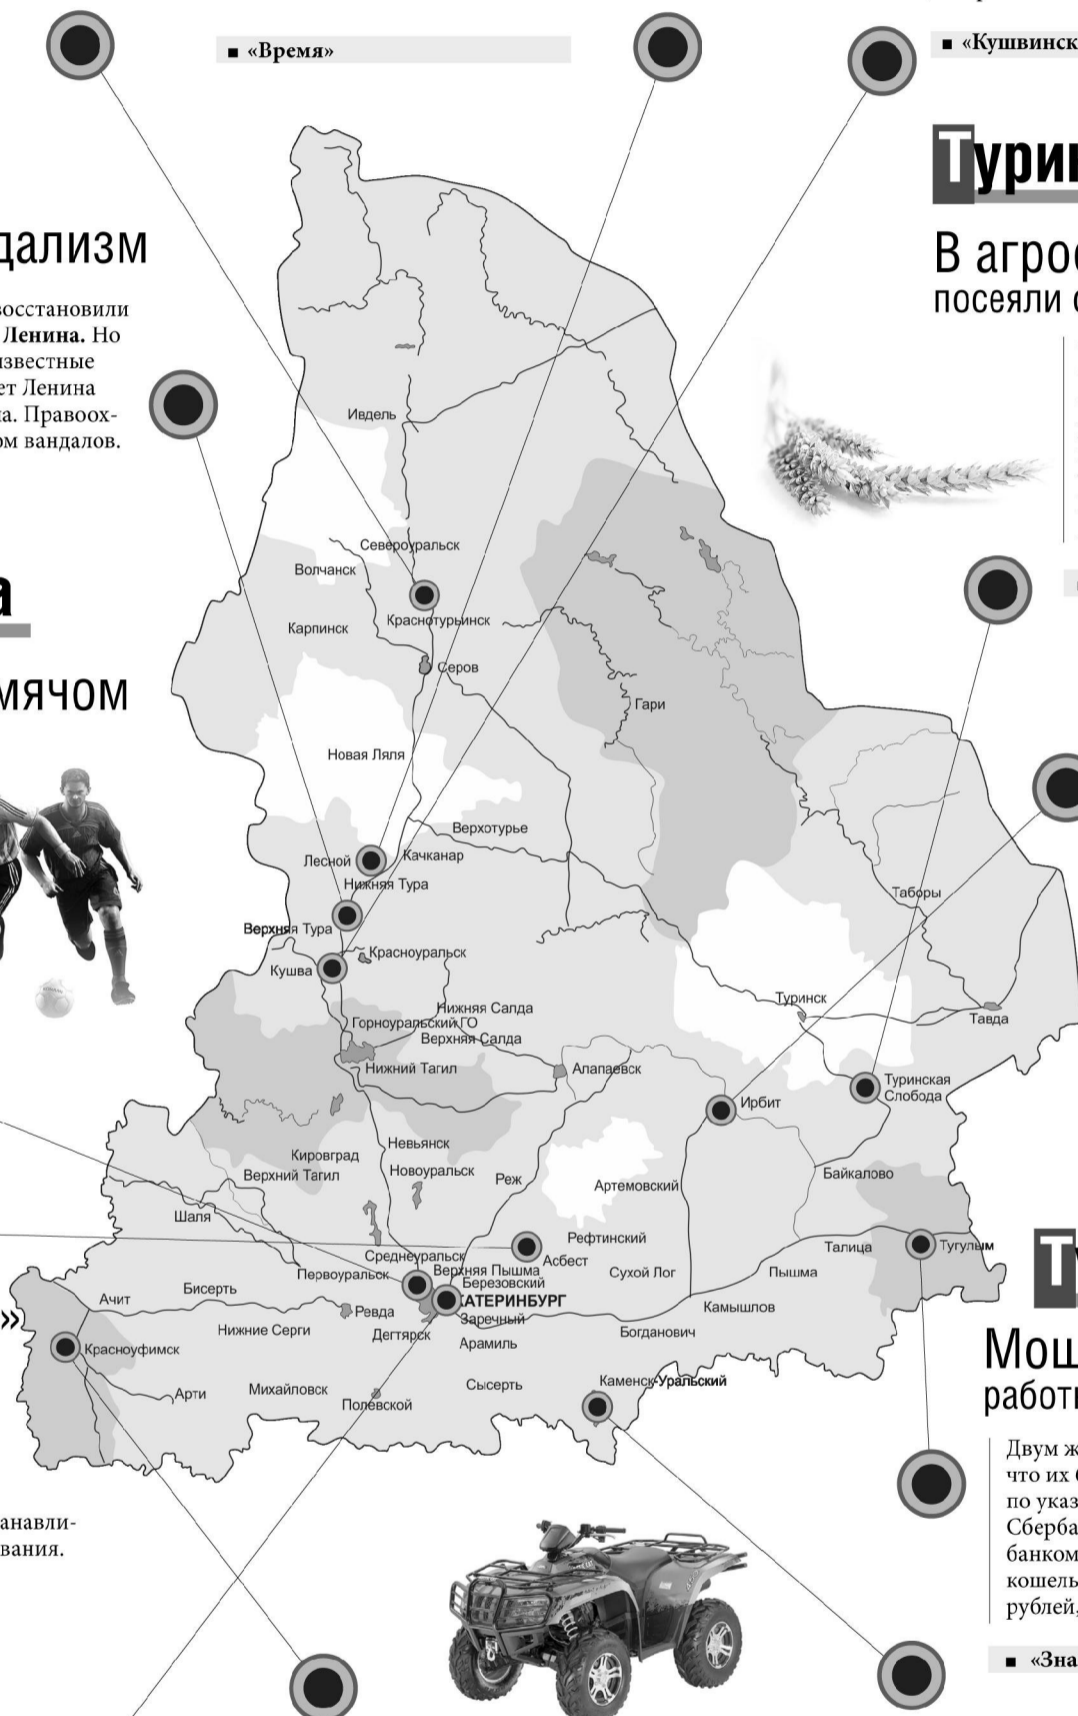 ■ «Время»
■ «Кушвинск
Турин
дализм
В агрос
посеяли
восстановили
Ленина. Но
известные
ет Ленина
на. Правоох-
ом вандалов.
Ивдель
Североуральск
Волчанск
а
Краснотурьинск
Карпинск
Серов
мячом
Гари
Новая Ляля
Верхотурье
Лесной
Качканар
Нижняя Тура
Таборы
Верхняя Тура
Красноуральск
Кушва
Туринск
Нижняя Салда
Тавда
Горноуральский ГО
Верхняя Салда
Нижний Тагил
Алапаевск
Туринская
Слобода
Ирбит
Невьянск
Кировград
Новоуральск
Верхний Тагил
Реж
Артемовский
Байкалово
Шаля
Рефтинский
Талица
Тугулым
Среднеуральск
Асбест
Верхняя Пышма
Сухой Лог
Пышма
Первоуральск
Березовский
Бисерть
Ачит
КАТЕРИНБУРГ
Камышлов
Ревда
Заречный
»
Нижние Серги
Дегтярск
Богданович
Арамиль
Красноуфимск
Михайловск
Сысерть
Каменск-Уральский
Арти
Полевской
Т
Мош
работ
Двум ж
что их
по указ
Сберба
банком
кошель
рублей,
■ «Зна
анавли-
вания.